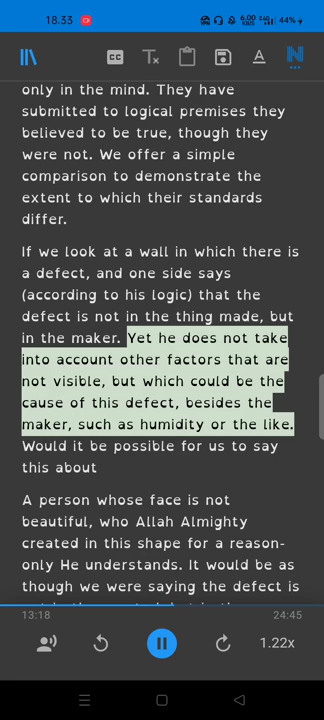 18.33
6.00 KB/S
44%
CC
only in the mind. They have
submitted to logical premises they
believed to be true, though they
were not. We offer a simple
comparison to demonstrate the
extent to which their standards
differ.
If we look at a wall in which there is
a defect, and one side says
(according to his logic) that the
defect is not in the thing made, but
in the maker. Yet he does not take
into account other factors that are
not visible, but which could be the
cause of this defect, besides the
maker, such as humidity or the like.
Would it be possible for us to say
this about
A person whose face is not
beautiful, who Allah Almighty
created in this shape for a reason-
only He understands. It would be as
though we were saying the defect is
13:18
24:45
1.22x